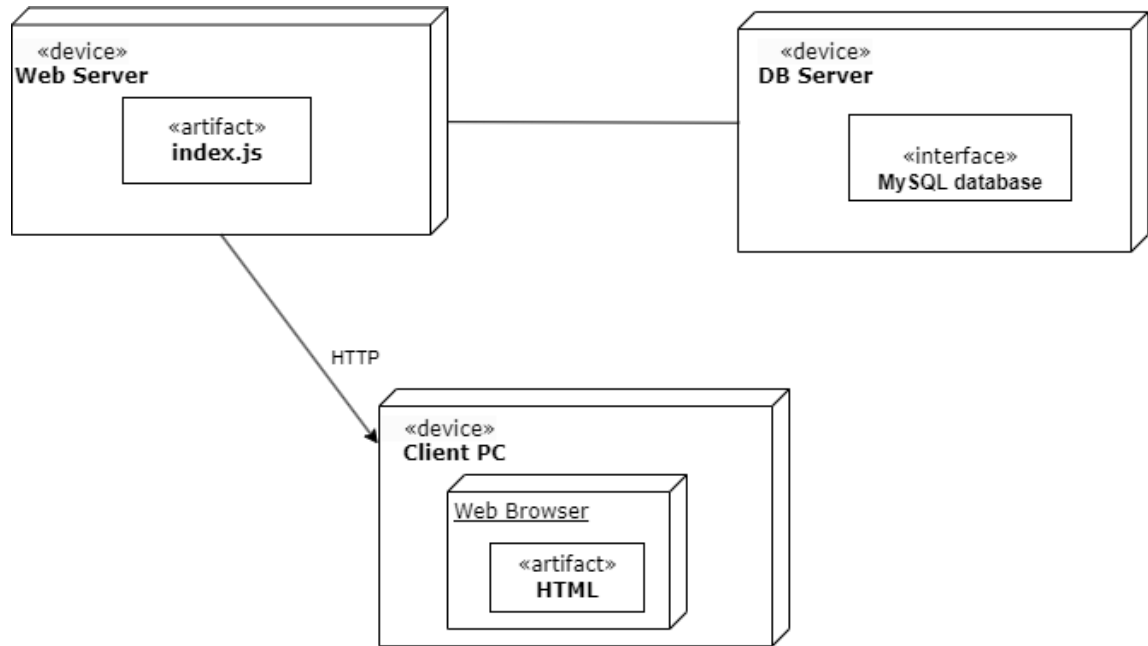 «device»
Web Server
«artifact»
index.js
«device»
DB Server
«interface»
MySQL database
HTTP
«device»
Client PC
Web Browser
«artifact»
HTML